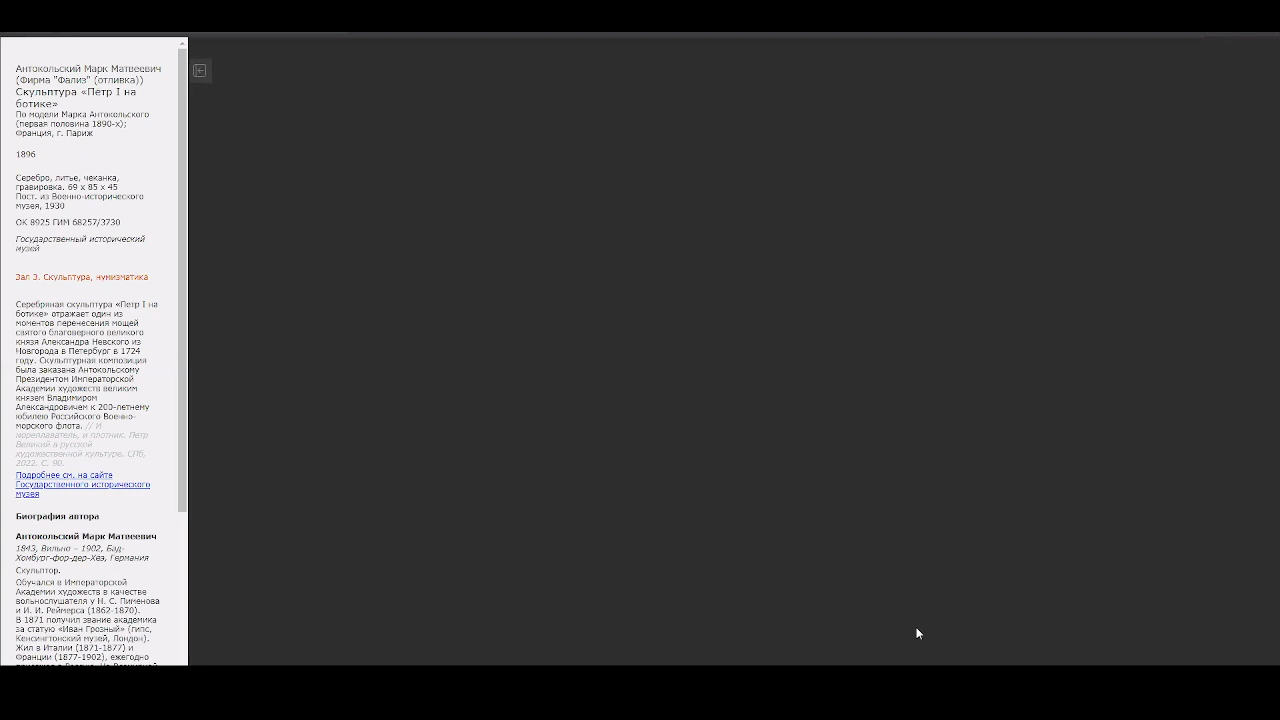 Антокольский Марк Матвеевич
(Фирма "Фализ" (отливка))
Скульптура «Петр I на
ботике»
По модели Марка Антокольского
(первая половина 1890-х);
Франция, г. Париж
1896
Серебро, литье, чеканка,
гравировка. 69 х 85 х 45
Пост. из Военно-исторического
музея, 1930
ОК 8925 ГИМ 68257/3730
Государственный исторический
музей
Зал 3. Скульптура, нумизматика
Серебряная скульптура «Петр I на
ботике» отражает один из
моментов перенесения мощей
святого благоверного великого
князя Александра Невского из
Новгорода в Петербург в 1724
году. Скульптурная композиция
была заказана Антокольскому
Президентом Императорской
Академии художеств великим
князем Владимиром
Александровичем к 200-летнему
юбилею Российского Военно-
морского флота. // И
мореплаватель, и плотник. Петр
Великий в русской
художественной культуре. СПб,
2022. С. 90.
Подробнее см. на сайте
Государственного исторического
музея
Биография автора
Антокольский Марк Матвеевич
1843, Вильно – 1902, Бад-
Хомбург-фор-дер-Хёэ, Германия
Скульптор.
Обучался в Императорской
Академии художеств в качестве
вольнослушателя у Н. С. Пименова
и И. И. Реймерса (1862-1870).
В 1871 получил звание академика
за статую «Иван Грозный» (гипс,
Кенсингтонский музей, Лондон).
Жил в Италии (1871-1877) и
Франции (1877-1902), ежегодно